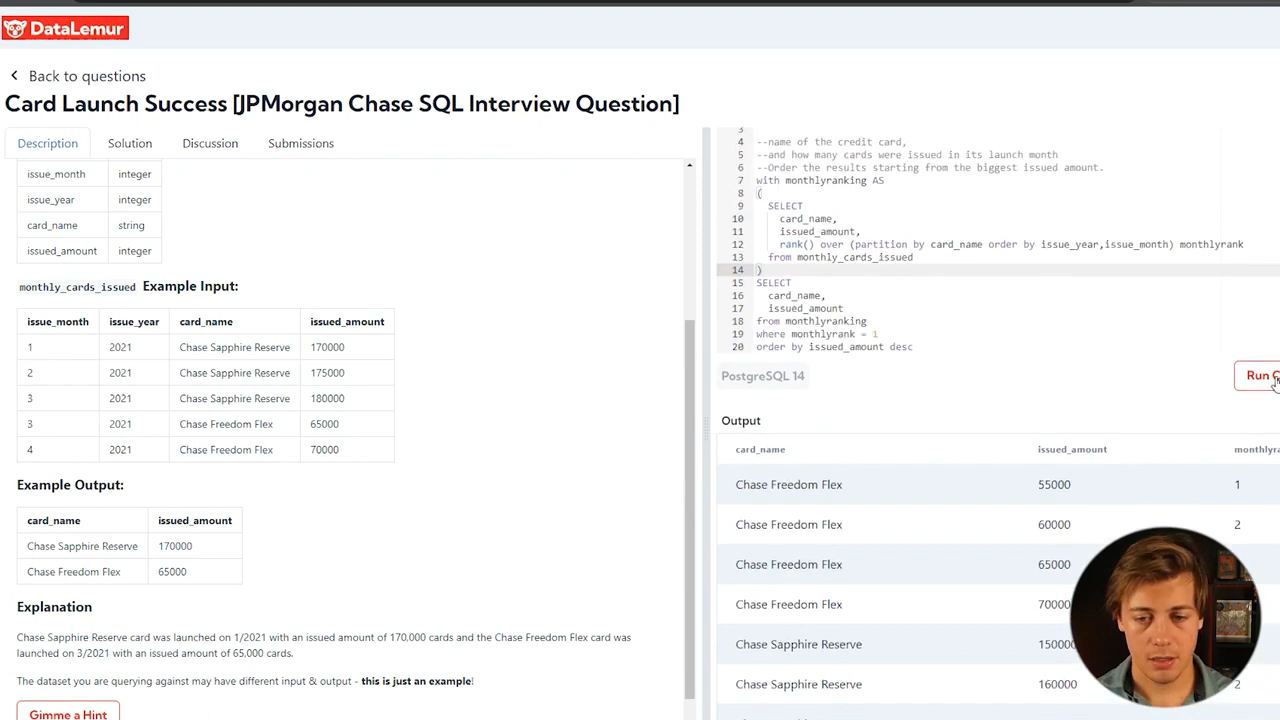 DataLemur
Back to questions
Card Launch Success [JPMorgan Chase SQL Interview Question]
Description Solution Discussion Submissions
issue_month integer
issue_year integer
card_name string
issued_amount integer
monthly_cards_issued Example Input:
issue_month issue_year card_name issued_amount
1 2021 Chase Sapphire Reserve 170000
2 2021 Chase Sapphire Reserve 175000
3 2021 Chase Sapphire Reserve 180000
3 2021 Chase Freedom Flex 65000
4 2021 Chase Freedom Flex 70000
Example Output:
card_name issued_amount
Chase Sapphire Reserve 170000
Chase Freedom Flex 65000
Explanation
Chase Sapphire Reserve card was launched on 1/2021 with an issued amount of 170,000 cards and the Chase Freedom Flex card was
launched on 3/2021 with an issued amount of 65,000 cards.
The dataset you are querying against may have different input & output - this is just an example!
Gimme a Hint
3
4 --name of the credit card,
5 --and how many cards were issued in its launch month
6 --Order the results starting from the biggest issued amount.
7 with monthlyranking AS
8 (
9 SELECT
10 card_name,
11 issued_amount,
12 rank() over (partition by card_name order by issue_year,issue_month) monthlyrank
13 from monthly_cards_issued
14 )
15 SELECT
16 card_name,
17 issued_amount
18 from monthlyranking
19 where monthlyrank = 1
20 order by issued_amount desc
PostgreSQL 14
Run
Output
card_name issued_amount monthlyra
Chase Freedom Flex 55000 1
Chase Freedom Flex 60000 2
Chase Freedom Flex 65000
Chase Freedom Flex 70000
Chase Sapphire Reserve 150000
Chase Sapphire Reserve 160000 2